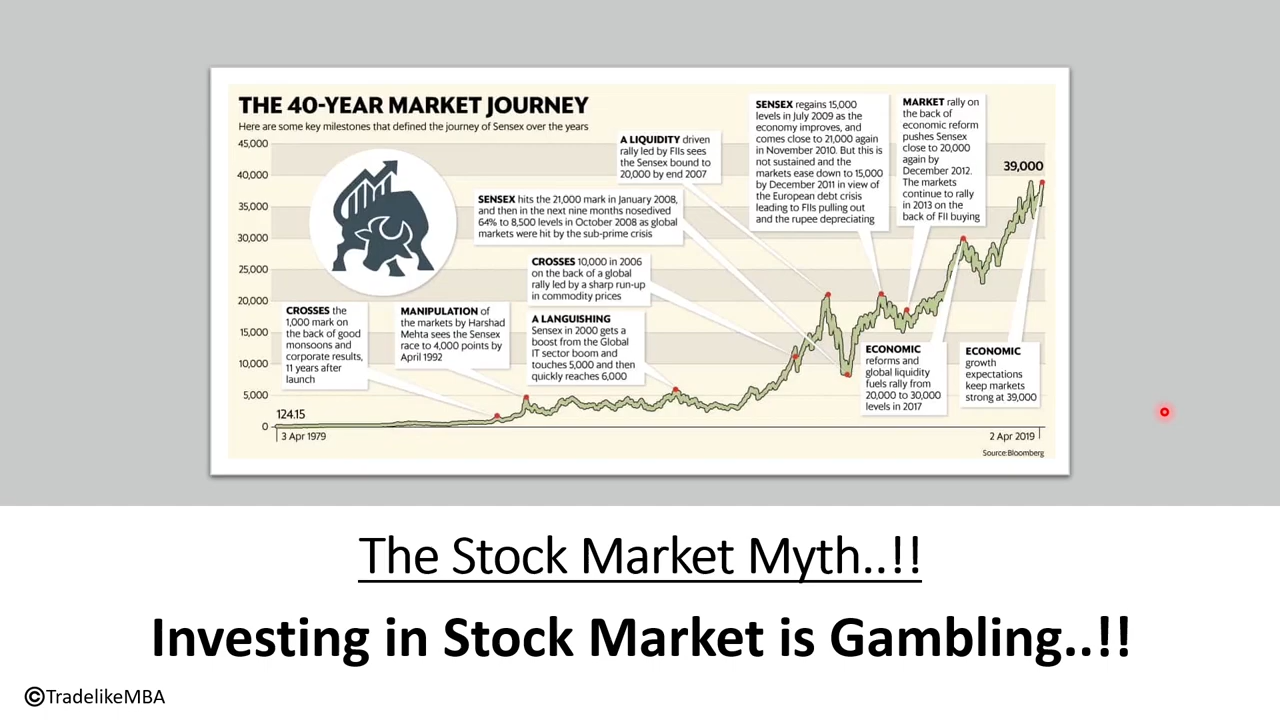 THE 40-YEAR MARKET JOURNEY
Here are some key milestones that defined the journey of Sensex over the years
45,000
40,000
35,000
30,000
25,000
20,000
15,000
10,000
5,000
0
124.15
3 Apr 1979
CROSSES the
1,000 mark on
the back of good
monsoons and
corporate results,
11 years after
launch
MANIPULATION of
the markets by Harshad
Mehta sees the Sensex
race to 4,000 points by
April 1992
A LANGUISHING
Sensex in 2000 gets a
boost from the Global
IT sector boom and
touches 5,000 and then
quickly reaches 6,000
CROSSES 10,000 in 2006
on the back of a global
rally led by a sharp run-up
in commodity prices
SENSEX hits the 21,000 mark in January 2008,
and then in the next nine months nosedived
64% to 8,500 levels in October 2008 as global
markets were hit by the sub-prime crisis
A LIQUIDITY driven
rally led by FIIs sees
the Sensex bound to
20,000 by end 2007
SENSEX regains 15,000
levels in July 2009 as the
economy improves, and
comes close to 21,000 again
in November 2010. But this is
not sustained and the
markets ease down to 15,000
by December 2011 in view of
the European debt crisis
leading to FIIs pulling out
and the rupee depreciating
MARKET rally on
the back of
economic reform
pushes Sensex
close to 20,000
again by
December 2012.
The markets
continue to rally
in 2013 on the
back of FII buying
39,000
ECONOMIC
reforms and
global liquidity
fuels rally from
20,000 to 30,000
levels in 2017
ECONOMIC
growth
expectations
keep markets
strong at 39,000
2 Apr 2019
Source:Bloomberg
The Stock Market Myth..!!
Investing in Stock Market is Gambling..!!
©TradelikeMBA